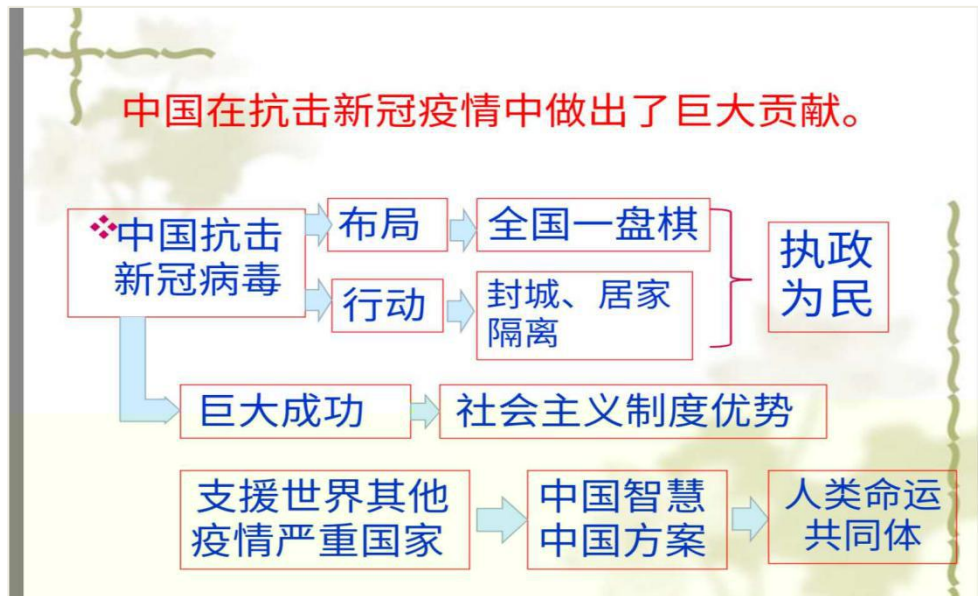 中国在抗击新冠疫情中做出了巨大贡献。
中国抗击
新冠病毒
布局
全国一盘棋
行动
封城、居家
隔离
执政
为民
巨大成功
社会主义制度优势
支援世界其他
疫情严重国家
中国智慧
中国方案
人类命运
共同体